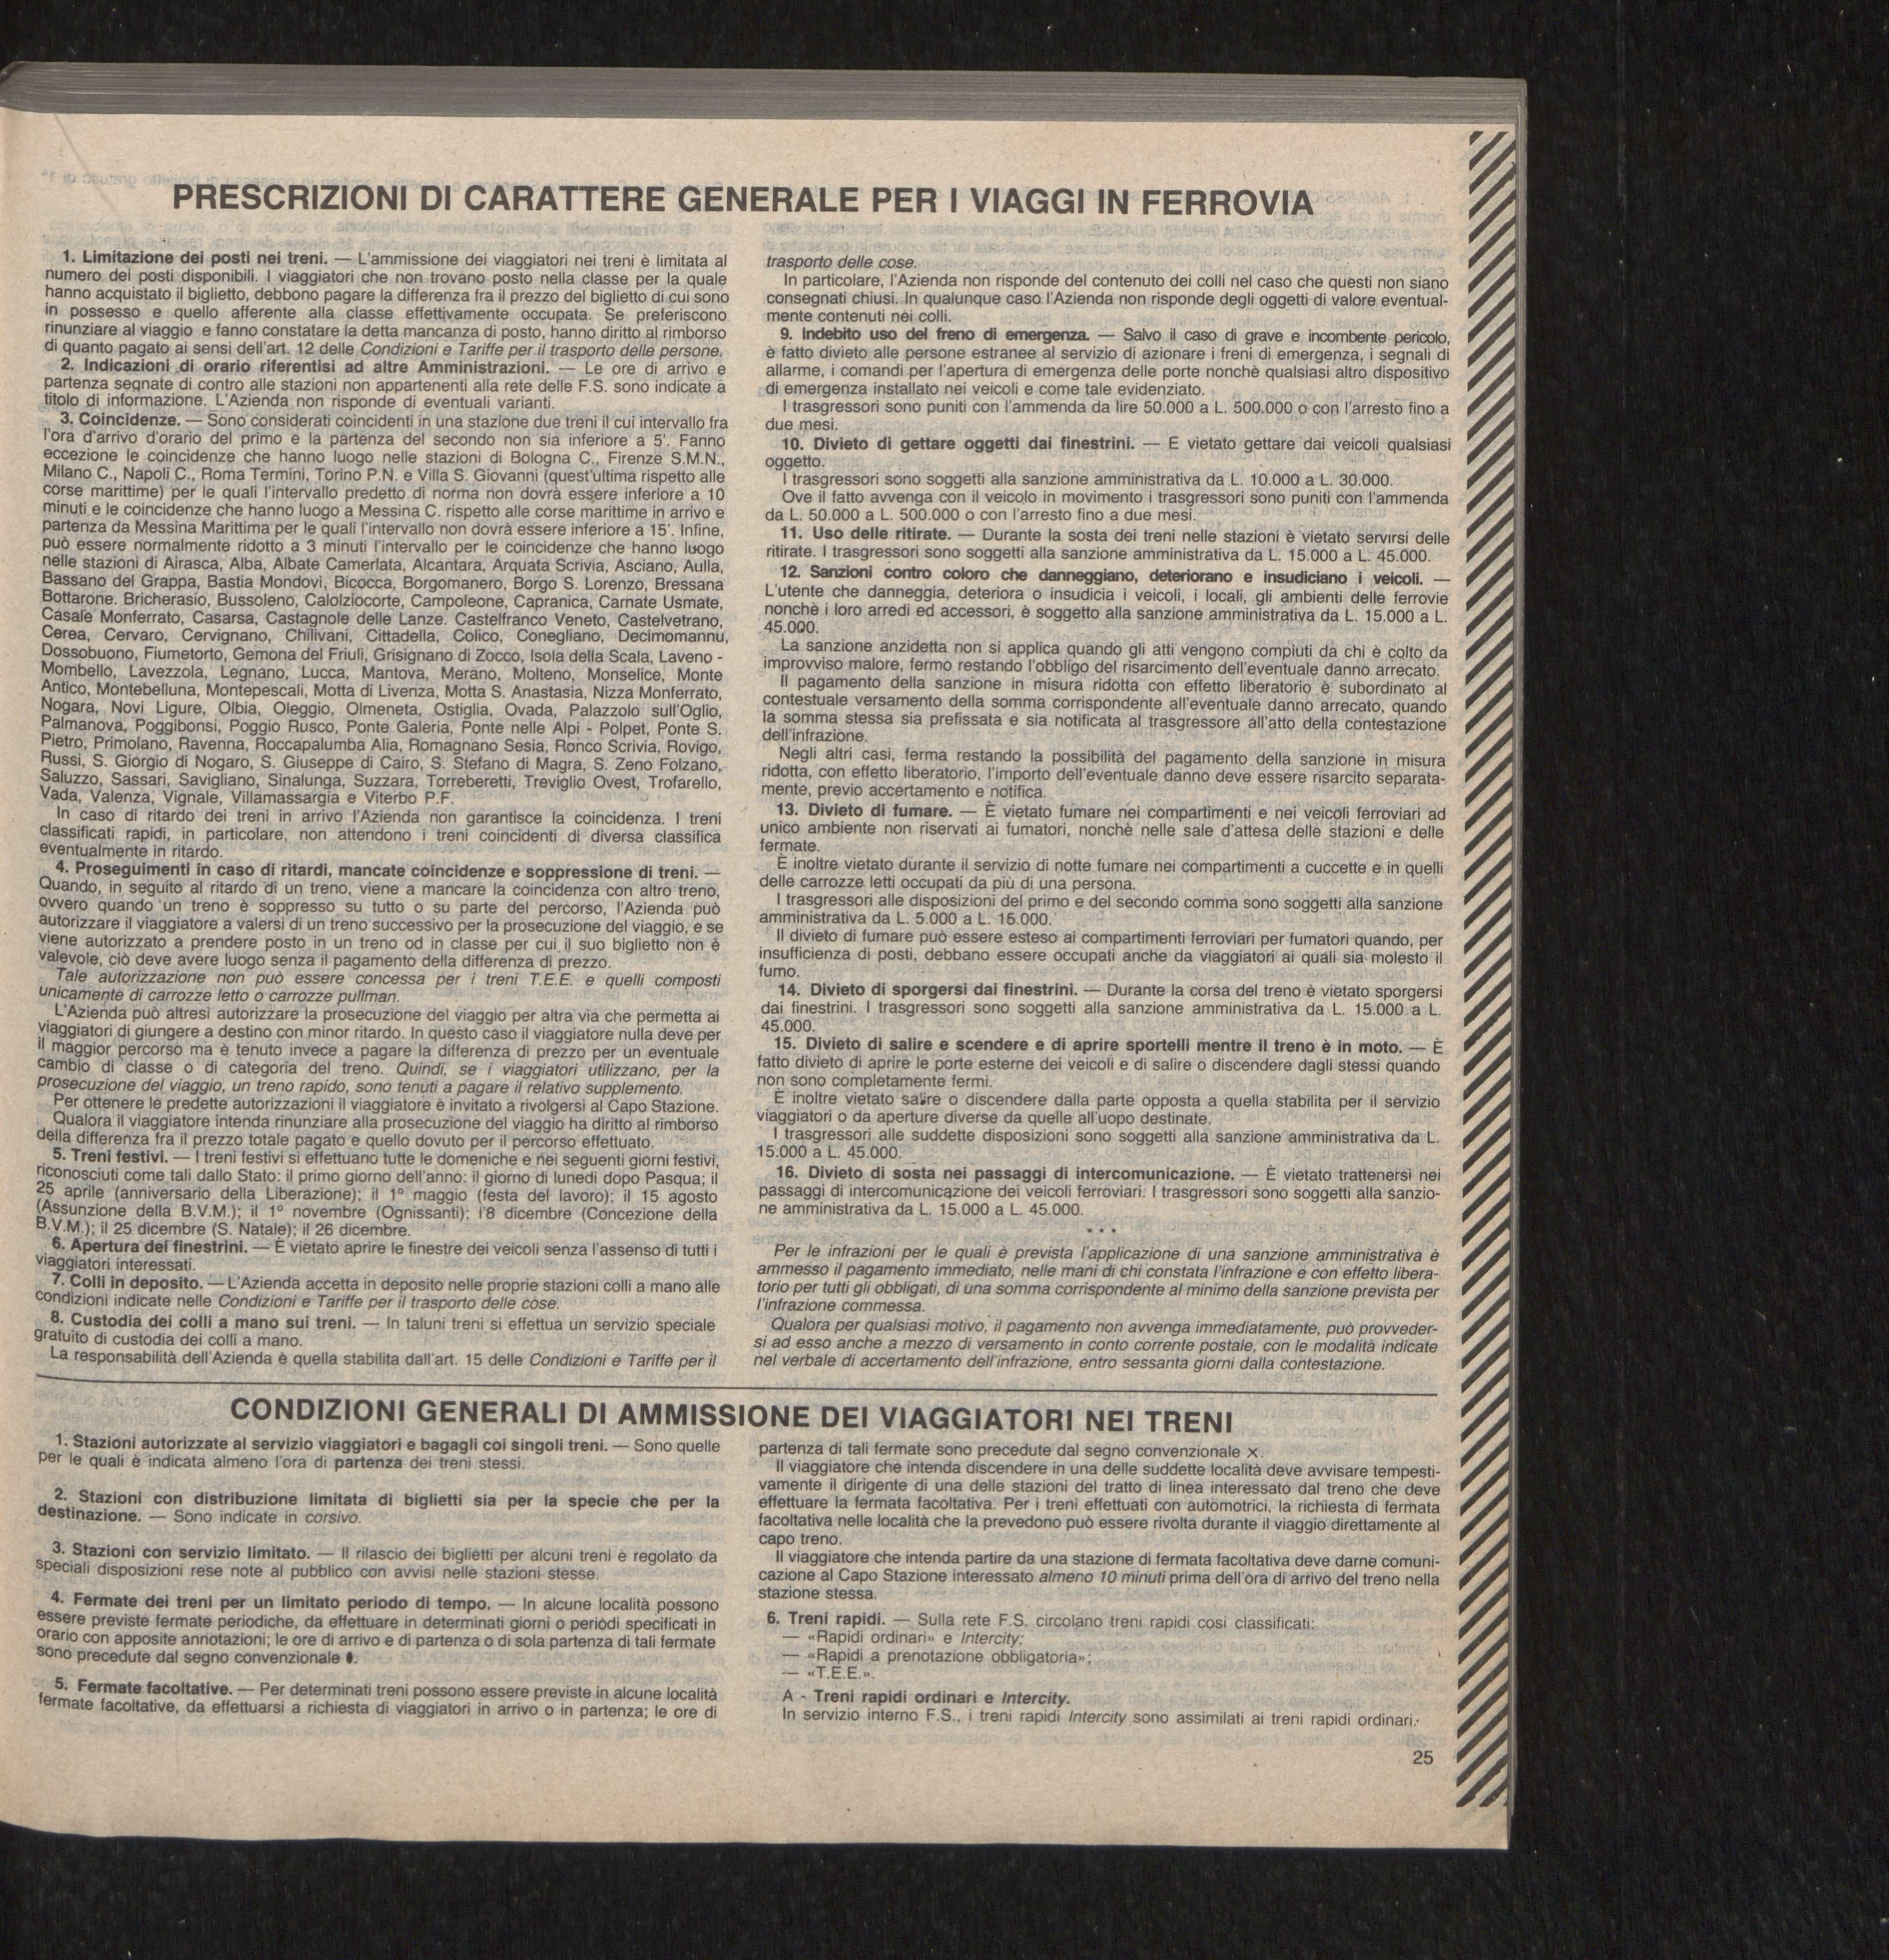 PRESCRIZIONI DI CARATTERE GENERALE PER I VIAGGI IN FERROVIA
1. Limitazione dei posti nei treni. — L'ammissione dei viaggiatori nei treni è limitata al
numero dei posti disponibili. I viaggiatori che non trovano posto nella classe per la quale
hanno acquistato il biglietto, debbono pagare la differenza fra il prezzo del biglietto di cui sono
in possesso e quello afferente alla classe effettivamente occupata. Se preferiscono
rinunziare al viaggio e fanno constatare la detta mancanza di posto, hanno diritto al rimborso
di quanto pagato ai sensi dell'art. 12 delle Condizioni e Tariffe per il trasporto delle persone.
2. Indicazioni di orario riferentisi ad altre Amministrazioni. — Le ore di arrivo e
partenza segnate di contro alle stazioni non appartenenti alla rete delle F.S. sono indicate a
titolo di informazione. L'Azienda non risponde di eventuali varianti.
3. Coincidenze. — Sono considerati coincidenti in una stazione due treni il cui intervallo fra
l'ora d'arrivo d'orario del primo e la partenza del secondo non sia inferiore a 5'. Fanno
eccezione le coincidenze che hanno luogo nelle stazioni di Bologna C., Firenze S.M.N.,
Milano C., Napoli C., Roma Termini, Torino P.N. e Villa S. Giovanni (quest'ultima rispetto alle
corse marittime) per le quali l'intervallo predetto di norma non dovrà essere inferiore a 10
minuti e le coincidenze che hanno luogo a Messina C. rispetto alle corse marittime in arrivo e
partenza da Messina Marittima per le quali l'intervallo non dovrà essere inferiore a 15'. Infine,
può essere normalmente ridotto a 3 minuti l'intervallo per le coincidenze che hanno luogo
nelle stazioni di Airasca, Alba, Albate Camerlata, Alcantara, Arquata Scrivia, Asciano, Aulla,
Bassano del Grappa, Bastia Mondovì, Bicocca, Borgomanero, Borgo S. Lorenzo, Bressana
Bottarone. Bricherasio, Bussoleno, Calolziocorte, Campoleone, Capranica, Carnate Usmate,
Casale Monferrato, Casarsa, Castagnole delle Lanze. Castelfranco Veneto, Castelvetrano,
Cerea, Cervaro, Cervignano, Chilivani, Cittadella, Colico, Conegliano, Decimomannu,
Dossobuono, Fiumetorto, Gemona del Friuli, Grisignano di Zocco, Isola della Scala, Laveno -
Mombello, Lavezzola, Legnano, Lucca, Mantova, Merano, Molteno, Monselice, Monte
Antico, Montebelluna, Montepescali, Motta di Livenza, Motta S. Anastasia, Nizza Monferrato,
Nogara, Novi Ligure, Olbia, Oleggio, Olmeneta, Ostiglia, Ovada, Palazzolo sull'Oglio,
Palmanova, Poggibonsi, Poggio Rusco, Ponte Galeria, Ponte nelle Alpi - Polpet, Ponte S.
Pietro, Primolano, Ravenna, Roccapalumba Alia, Romagnano Sesia, Ronco Scrivia, Rovigo,
Russi, S. Giorgio di Nogaro, S. Giuseppe di Cairo, S. Stefano di Magra, S. Zeno Folzano,
Saluzzo, Sassari, Savigliano, Sinalunga, Suzzara, Torreberetti, Treviglio Ovest, Trofarello,
Vada, Valenza, Vignale, Villamassargia e Viterbo P.F.
In caso di ritardo dei treni in arrivo l'Azienda non garantisce la coincidenza. I treni
classificati rapidi, in particolare, non attendono i treni coincidenti di diversa classifica
eventualmente in ritardo.
4. Proseguimenti in caso di ritardi, mancate coincidenze e soppressione di treni. —
Quando, in seguito al ritardo di un treno, viene a mancare la coincidenza con altro treno,
ovvero quando un treno è soppresso su tutto o su parte del percorso, l'Azienda può
autorizzare il viaggiatore a valersi di un treno successivo per la prosecuzione del viaggio, e se
viene autorizzato a prendere posto in un treno od in classe per cui il suo biglietto non è
valevole, ciò deve avere luogo senza il pagamento della differenza di prezzo.
Tale autorizzazione non può essere concessa per i treni T.E.E. e quelli composti
unicamente di carrozze letto o carrozze pullman.
L'Azienda può altresì autorizzare la prosecuzione del viaggio per altra via che permetta ai
viaggiatori di giungere a destino con minor ritardo. In questo caso il viaggiatore nulla deve per
il maggior percorso ma è tenuto invece a pagare la differenza di prezzo per un eventuale
cambio di classe o di categoria del treno. Quindi, se i viaggiatori utilizzano, per la
prosecuzione del viaggio, un treno rapido, sono tenuti a pagare il relativo supplemento.
Per ottenere le predette autorizzazioni il viaggiatore è invitato a rivolgersi al Capo Stazione.
Qualora il viaggiatore intenda rinunziare alla prosecuzione del viaggio ha diritto al rimborso
della differenza fra il prezzo totale pagato e quello dovuto per il percorso effettuato.
5. Treni festivi. — I treni festivi si effettuano tutte le domeniche e nei seguenti giorni festivi,
riconosciuti come tali dallo Stato: il primo giorno dell'anno: il giorno di lunedì dopo Pasqua; il
25 aprile (anniversario della Liberazione); il 1º maggio (festa del lavoro); il 15 agosto
(Assunzione della B.V.M.); il 1º novembre (Ognissanti); l'8 dicembre (Concezione della
B.V.M.); il 25 dicembre (S. Natale); il 26 dicembre.
6. Apertura dei finestrini. — È vietato aprire le finestre dei veicoli senza l'assenso di tutti i
viaggiatori interessati.
7. Colli in deposito. — L'Azienda accetta in deposito nelle proprie stazioni colli a mano alle
condizioni indicate nelle Condizioni e Tariffe per il trasporto delle cose.
8. Custodia dei colli a mano sui treni. — In taluni treni si effettua un servizio speciale
gratuito di custodia dei colli a mano.
La responsabilità dell'Azienda è quella stabilita dall'art. 15 delle Condizioni e Tariffe per il
trasporto delle cose.
In particolare, l'Azienda non risponde del contenuto dei colli nel caso che questi non siano
consegnati chiusi. In qualunque caso l'Azienda non risponde degli oggetti di valore eventual-
mente contenuti nei colli.
9. Indebito uso del freno di emergenza. — Salvo il caso di grave e incombente pericolo,
è fatto divieto alle persone estranee al servizio di azionare i freni di emergenza, i segnali di
allarme, i comandi per l'apertura di emergenza delle porte nonchè qualsiasi altro dispositivo
di emergenza installato nei veicoli e come tale evidenziato.
I trasgressori sono puniti con l'ammenda da lire 50.000 a L. 500.000 o con l'arresto fino a
due mesi.
10. Divieto di gettare oggetti dai finestrini. — E vietato gettare dai veicoli qualsiasi
oggetto.
I trasgressori sono soggetti alla sanzione amministrativa da L. 10.000 a L. 30.000.
Ove il fatto avvenga con il veicolo in movimento i trasgressori sono puniti con l'ammenda
da L. 50.000 a L. 500.000 o con l'arresto fino a due mesi.
11. Uso delle ritirate. — Durante la sosta dei treni nelle stazioni è vietato servirsi delle
ritirate. I trasgressori sono soggetti alla sanzione amministrativa da L. 15.000 a L. 45.000.
12. Sanzioni contro coloro che danneggiano, deteriorano e insudiciano i veicoli. —
L'utente che danneggia, deteriora o insudicia i veicoli, i locali, gli ambienti delle ferrovie
nonchè i loro arredi ed accessori, è soggetto alla sanzione amministrativa da L. 15.000 a L.
45.000.
La sanzione anzidetta non si applica quando gli atti vengono compiuti da chi è colto da
improvviso malore, fermo restando l'obbligo del risarcimento dell'eventuale danno arrecato.
Il pagamento della sanzione in misura ridotta con effetto liberatorio è subordinato al
contestuale versamento della somma corrispondente all'eventuale danno arrecato, quando
la somma stessa sia prefissata e sia notificata al trasgressore all'atto della contestazione
dell'infrazione.
Negli altri casi, ferma restando la possibilità del pagamento della sanzione in misura
ridotta, con effetto liberatorio, l'importo dell'eventuale danno deve essere risarcito separata-
mente, previo accertamento e notifica.
13. Divieto di fumare. — È vietato fumare nei compartimenti e nei veicoli ferroviari ad
unico ambiente non riservati ai fumatori, nonchè nelle sale d'attesa delle stazioni e delle
fermate.
È inoltre vietato durante il servizio di notte fumare nei compartimenti a cuccette e in quelli
delle carrozze letti occupati da più di una persona.
I trasgressori alle disposizioni del primo e del secondo comma sono soggetti alla sanzione
amministrativa da L. 5.000 a L. 15.000.
Il divieto di fumare può essere esteso ai compartimenti ferroviari per fumatori quando, per
insufficienza di posti, debbano essere occupati anche da viaggiatori ai quali sia molesto il
fumo.
14. Divieto di sporgersi dai finestrini. — Durante la corsa del treno è vietato sporgersi
dai finestrini. I trasgressori sono soggetti alla sanzione amministrativa da L. 15.000 a L.
45.000.
15. Divieto di salire e scendere e di aprire sportelli mentre il treno è in moto. — È
fatto divieto di aprire le porte esterne dei veicoli e di salire o discendere dagli stessi quando
non sono completamente fermi.
È inoltre vietato salire o discendere dalla parte opposta a quella stabilita per il servizio
viaggiatori o da aperture diverse da quelle all'uopo destinate.
I trasgressori alle suddette disposizioni sono soggetti alla sanzione amministrativa da L.
15.000 a L. 45.000.
16. Divieto di sosta nei passaggi di intercomunicazione. — È vietato trattenersi nei
passaggi di intercomunicazione dei veicoli ferroviari. I trasgressori sono soggetti alla sanzio-
ne amministrativa da L. 15.000 a L. 45.000.
* * *
Per le infrazioni per le quali è prevista l'applicazione di una sanzione amministrativa è
ammesso il pagamento immediato, nelle mani di chi constata l'infrazione e con effetto libera-
torio per tutti gli obbligati, di una somma corrispondente al minimo della sanzione prevista per
l'infrazione commessa.
Qualora per qualsiasi motivo, il pagamento non avvenga immediatamente, può provveder-
si ad esso anche a mezzo di versamento in conto corrente postale, con le modalità indicate
nel verbale di accertamento dell'infrazione, entro sessanta giorni dalla contestazione.
CONDIZIONI GENERALI DI AMMISSIONE DEI VIAGGIATORI NEI TRENI
1. Stazioni autorizzate al servizio viaggiatori e bagagli coi singoli treni. — Sono quelle
per le quali è indicata almeno l'ora di partenza dei treni stessi.
2. Stazioni con distribuzione limitata di biglietti sia per la specie che per la
destinazione. — Sono indicate in corsivo.
3. Stazioni con servizio limitato. — Il rilascio dei biglietti per alcuni treni è regolato da
speciali disposizioni rese note al pubblico con avvisi nelle stazioni stesse.
4. Fermate dei treni per un limitato periodo di tempo. — In alcune località possono
essere previste fermate periodiche, da effettuare in determinati giorni o periodi specificati in
orario con apposite annotazioni; le ore di arrivo e di partenza o di sola partenza di tali fermate
sono precedute dal segno convenzionale ⧫.
5. Fermate facoltative. — Per determinati treni possono essere previste in alcune località
fermate facoltative, da effettuarsi a richiesta di viaggiatori in arrivo o in partenza; le ore di
partenza di tali fermate sono precedute dal segno convenzionale ×.
Il viaggiatore che intenda discendere in una delle suddette località deve avvisare tempesti-
vamente il dirigente di una delle stazioni del tratto di linea interessato dal treno che deve
effettuare la fermata facoltativa. Per i treni effettuati con automotrici, la richiesta di fermata
facoltativa nelle località che la prevedono può essere rivolta durante il viaggio direttamente al
capo treno.
Il viaggiatore che intenda partire da una stazione di fermata facoltativa deve darne comuni-
cazione al Capo Stazione interessato almeno 10 minuti prima dell'ora di arrivo del treno nella
stazione stessa.
6. Treni rapidi. — Sulla rete F.S. circolano treni rapidi così classificati:
— «Rapidi ordinari» e Intercity;
— «Rapidi a prenotazione obbligatoria»;
— «T.E.E.».
A - Treni rapidi ordinari e Intercity.
In servizio interno F.S., i treni rapidi Intercity sono assimilati ai treni rapidi ordinari.
25